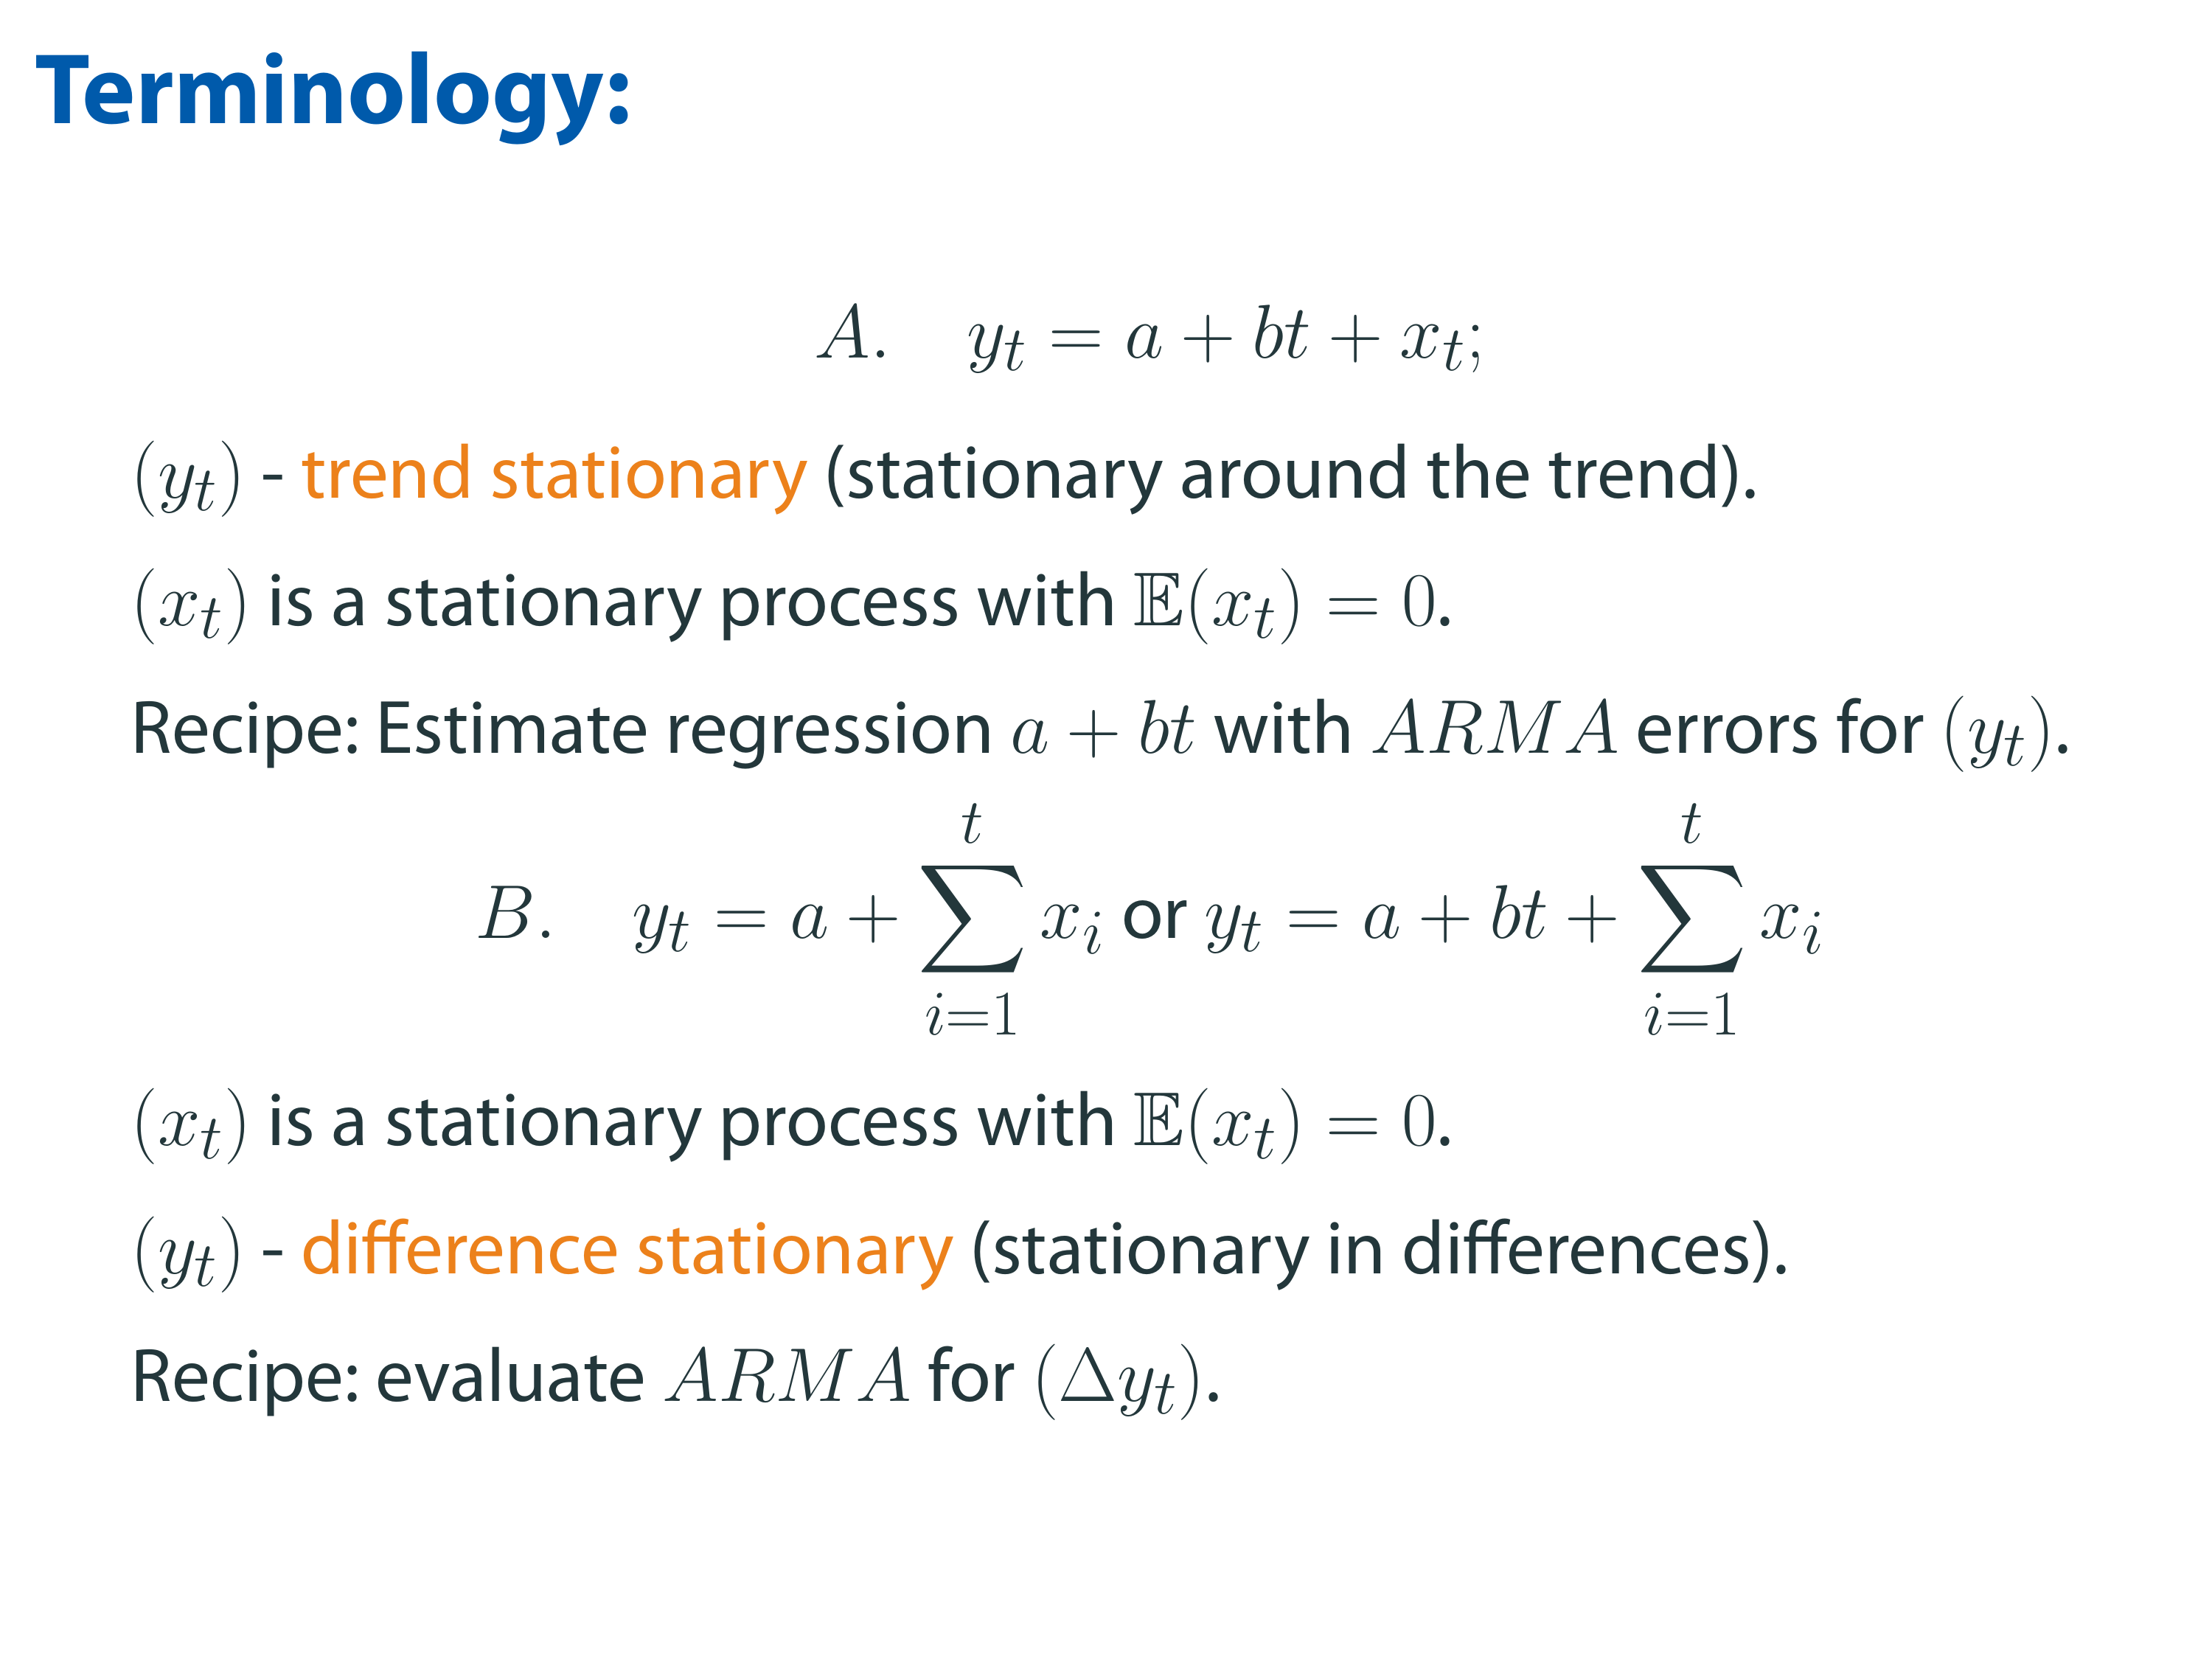 Terminology:
A. y_t = a + bt + x_t;
(y_t) - trend stationary (stationary around the trend).
(x_t) is a stationary process with 𝔼(x_t) = 0.
Recipe: Estimate regression a + bt with ARMA errors for (y_t).
B. y_t = a + ∑_{i=1}^{t} x_i or y_t = a + bt + ∑_{i=1}^{t} x_i
(x_t) is a stationary process with 𝔼(x_t) = 0.
(y_t) - difference stationary (stationary in differences).
Recipe: evaluate ARMA for (Δy_t).